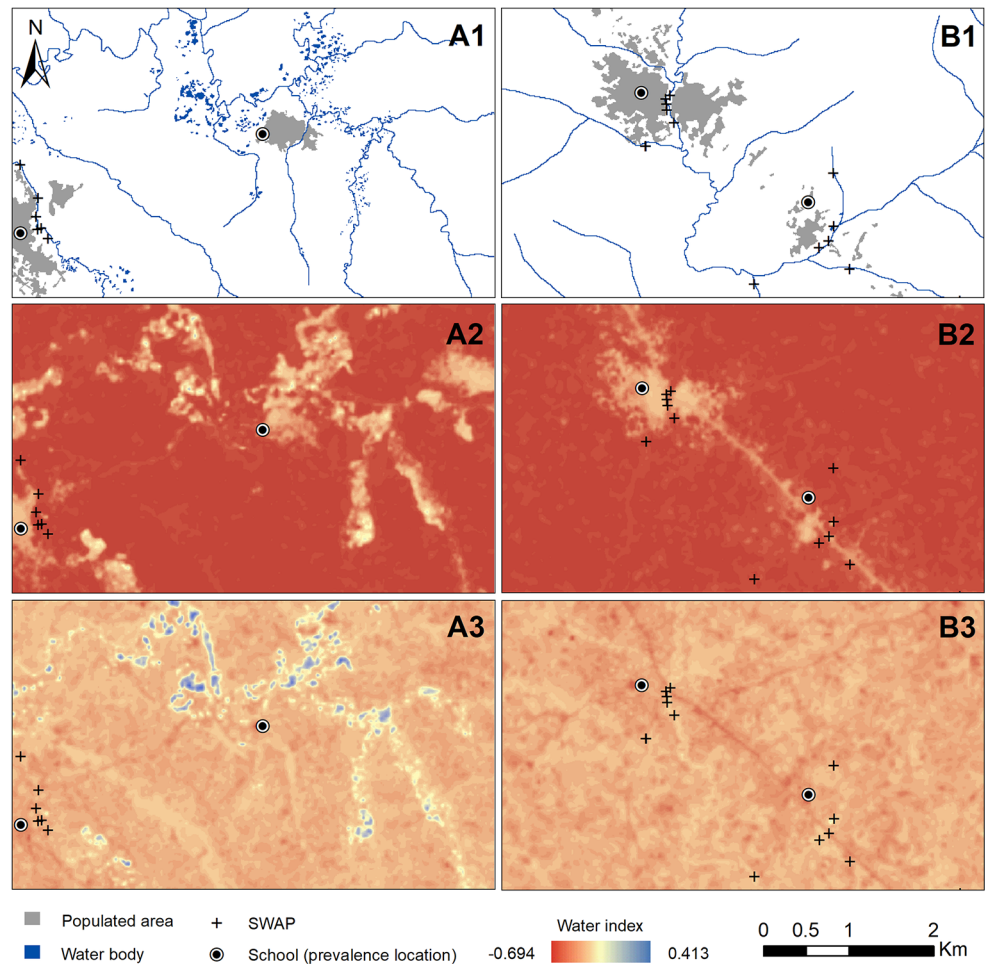 N
A1
B1
A2
B2
A3
B3
Populated area
SWAP
Water body
School (prevalence location)
Water index
-0.694
0.413
0 0.5 1 2
Km